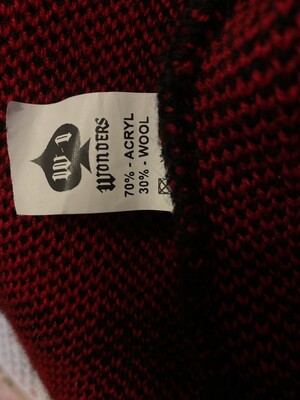 WONDERS
70% - ACRYL
30% - WOOL